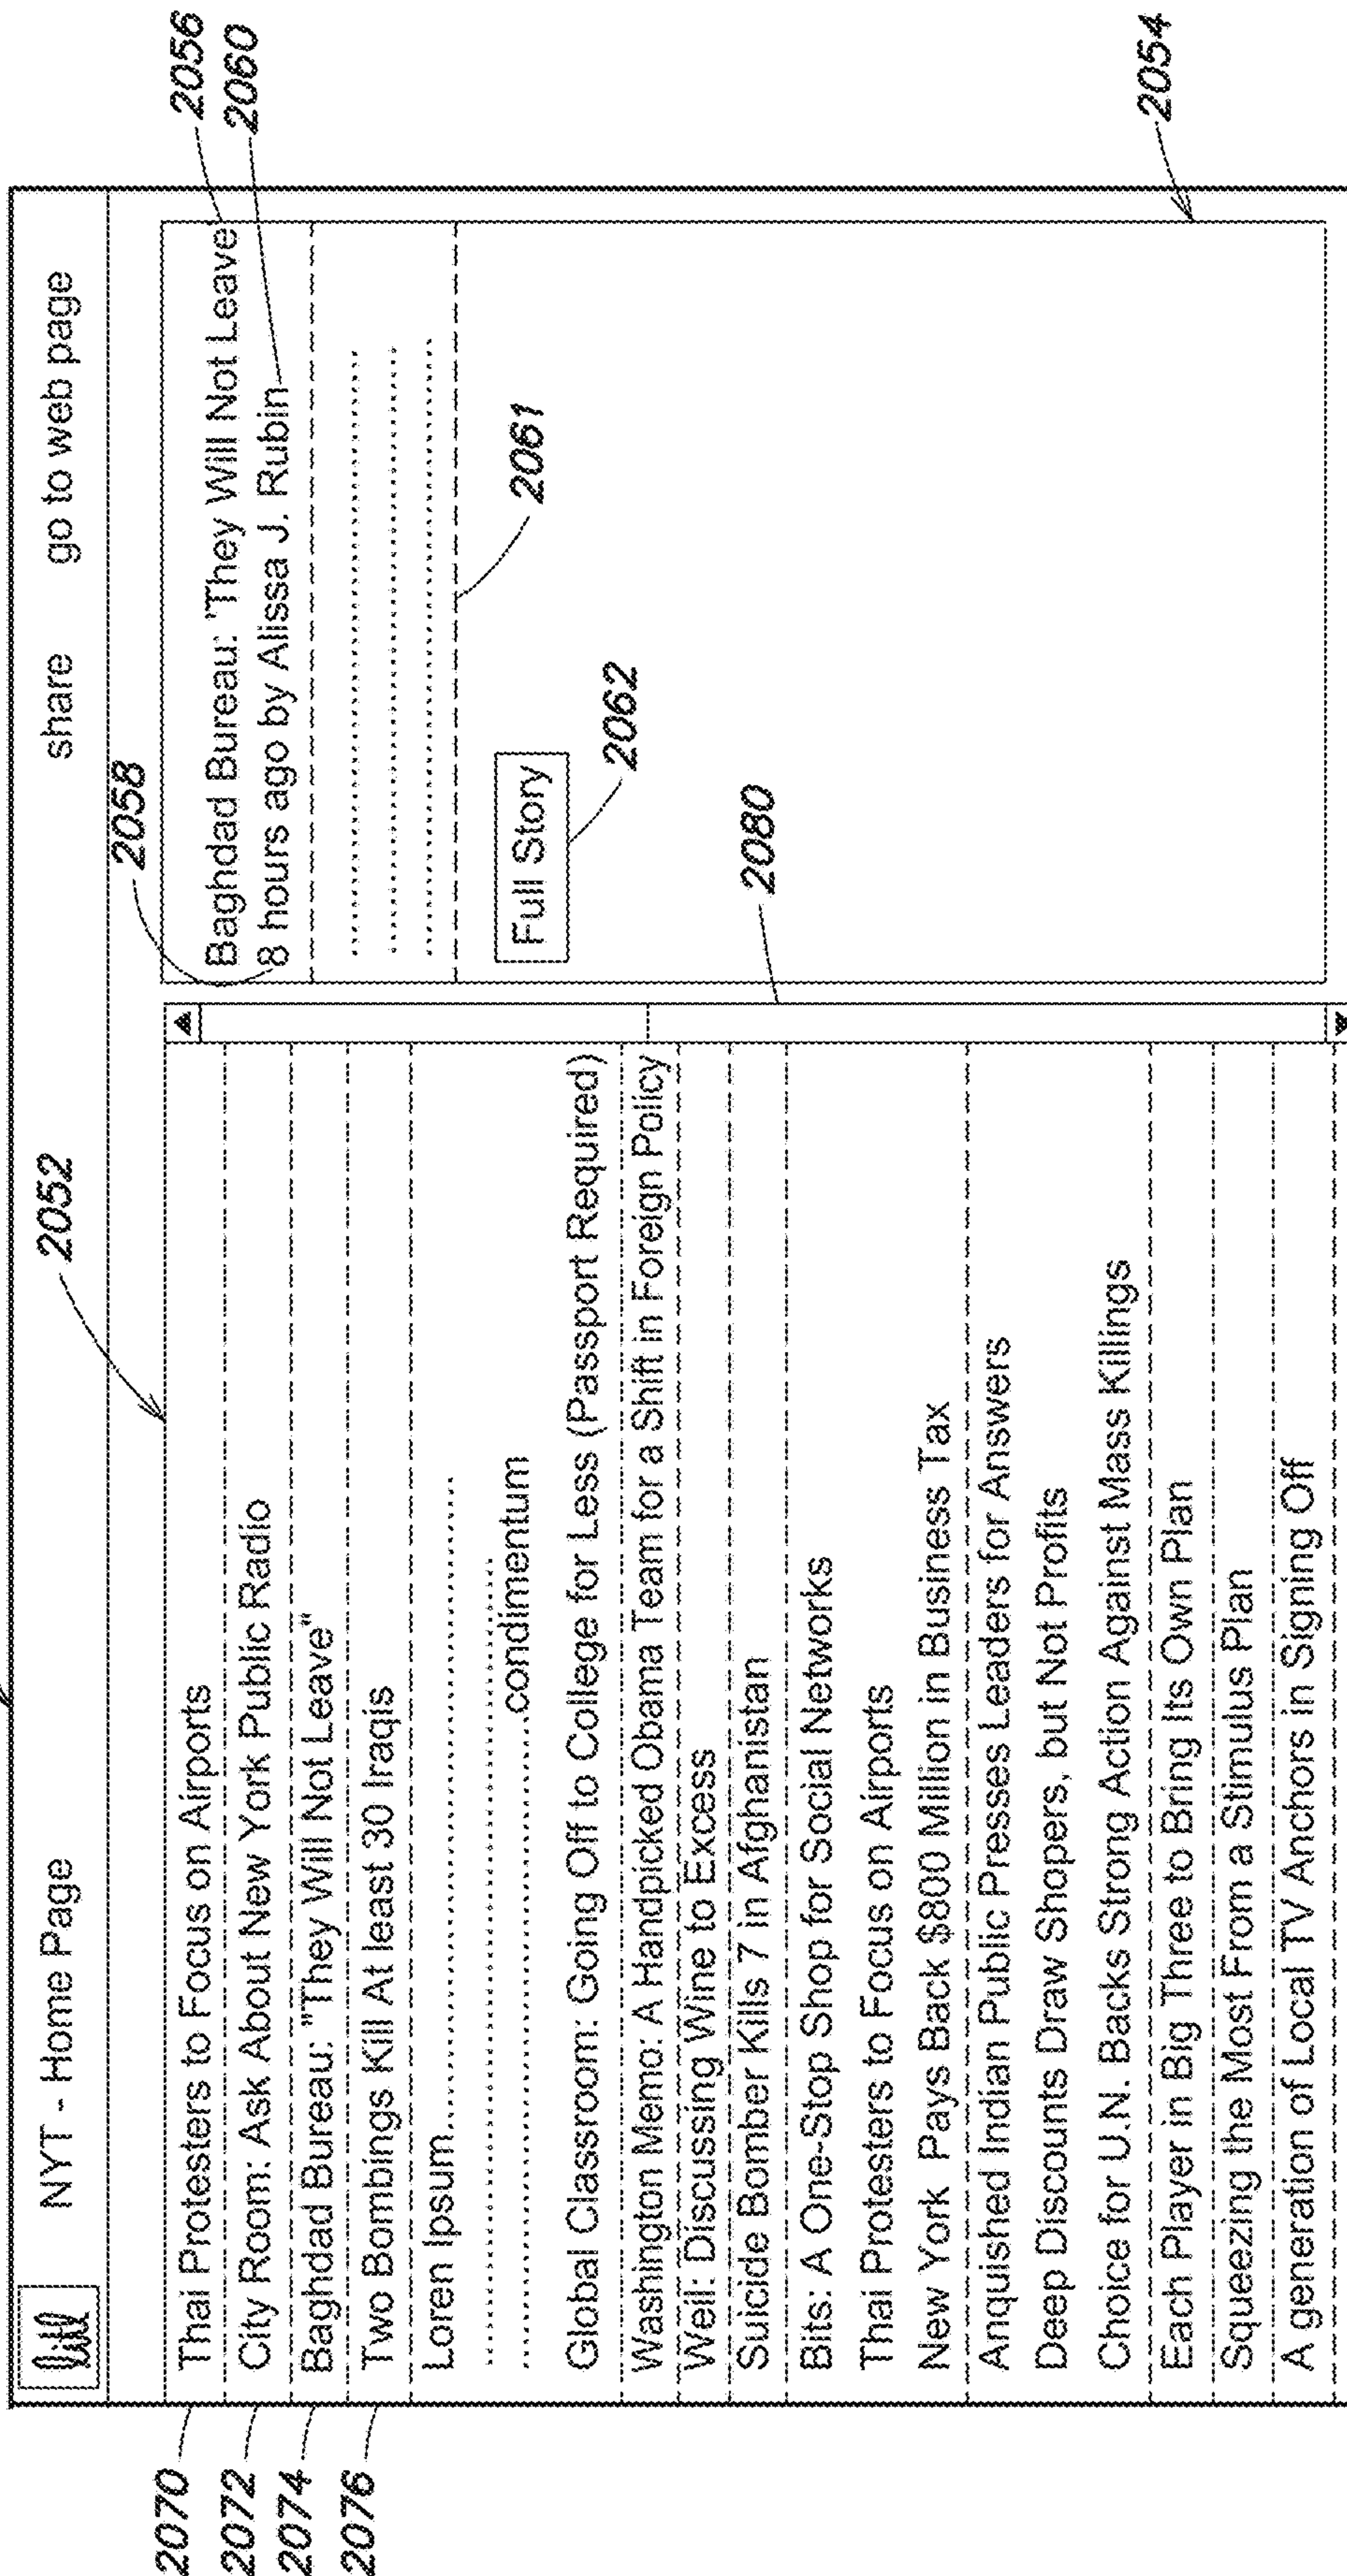 NYT - Home Page
share
go to web page
2052
2058
2056
2060
2070
2072
2074
2076
Thai Protesters to Focus on Airports
City Room: Ask About New York Public Radio
Baghdad Bureau: "They Will Not Leave"
Two Bombings Kill At least 30 Iraqis
Loren Ipsum..............................................
..............................................
..............................condimentum
Global Classroom: Going Off to College for Less (Passport Required)
Washington Memo: A Handpicked Obama Team for a Shift in Foreign Policy
Well: Discussing Wine to Excess
Suicide Bomber Kills 7 in Afghanistan
Bits: A One-Stop Shop for Social Networks
Thai Protesters to Focus on Airports
New York Pays Back $800 Million in Business Tax
Anquished Indian Public Presses Leaders for Answers
Deep Discounts Draw Shopers, but Not Profits
Choice for U.N. Backs Strong Action Against Mass Killings
Each Player in Big Three to Bring Its Own Plan
Squeezing the Most From a Stimulus Plan
A generation of Local TV Anchors in Signing Off
Baghdad Bureau: 'They Will Not Leave
8 hours ago by Alissa J. Rubin
2061
Full Story
2062
2080
2054